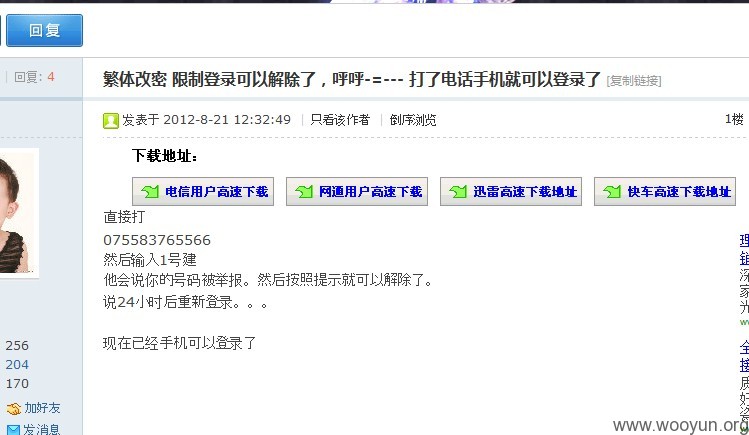 回复
回复: 4
繁体改密 限制登录可以解除了，呼呼-=--- 打了电话手机就可以登录了 [复制链接]
发表于 2012-8-21 12:32:49 只看该作者 倒序浏览 1楼
下载地址：
电信用户高速下载 网通用户高速下载 迅雷高速下载地址 快车高速下载地址
直接打
075583765566
然后输入1号建
他会说你的号码被举报。然后按照提示就可以解除了。
说24小时后重新登录。。。
现在已经手机可以登录了
256
204
170
加好友
发消息
深
家
光
全
接
质
好
www.wooyun.org